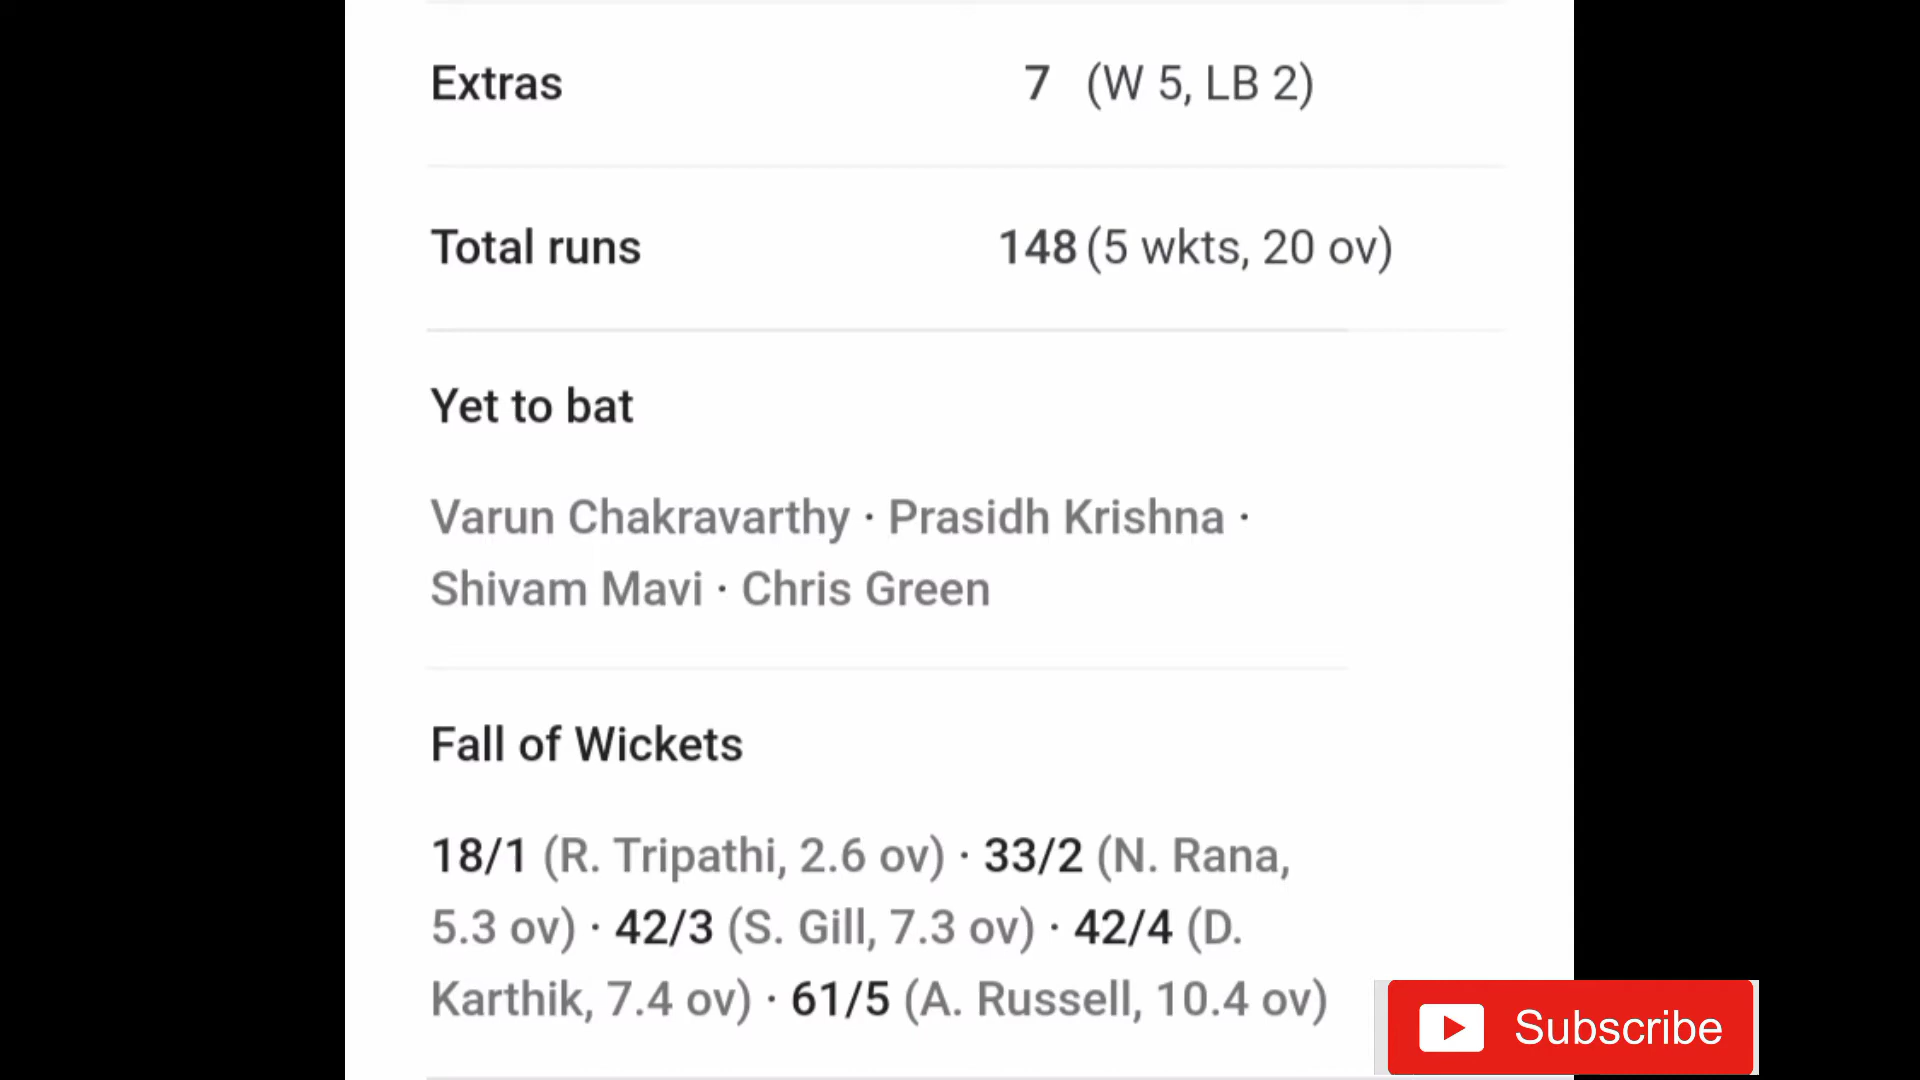 Extras 7 (W 5, LB 2)
Total runs 148 (5 wkts, 20 ov)
Yet to bat
Varun Chakravarthy · Prasidh Krishna ·
Shivam Mavi · Chris Green
Fall of Wickets
18/1 (R. Tripathi, 2.6 ov) · 33/2 (N. Rana,
5.3 ov) · 42/3 (S. Gill, 7.3 ov) · 42/4 (D.
Karthik, 7.4 ov) · 61/5 (A. Russell, 10.4 ov)
Subscribe